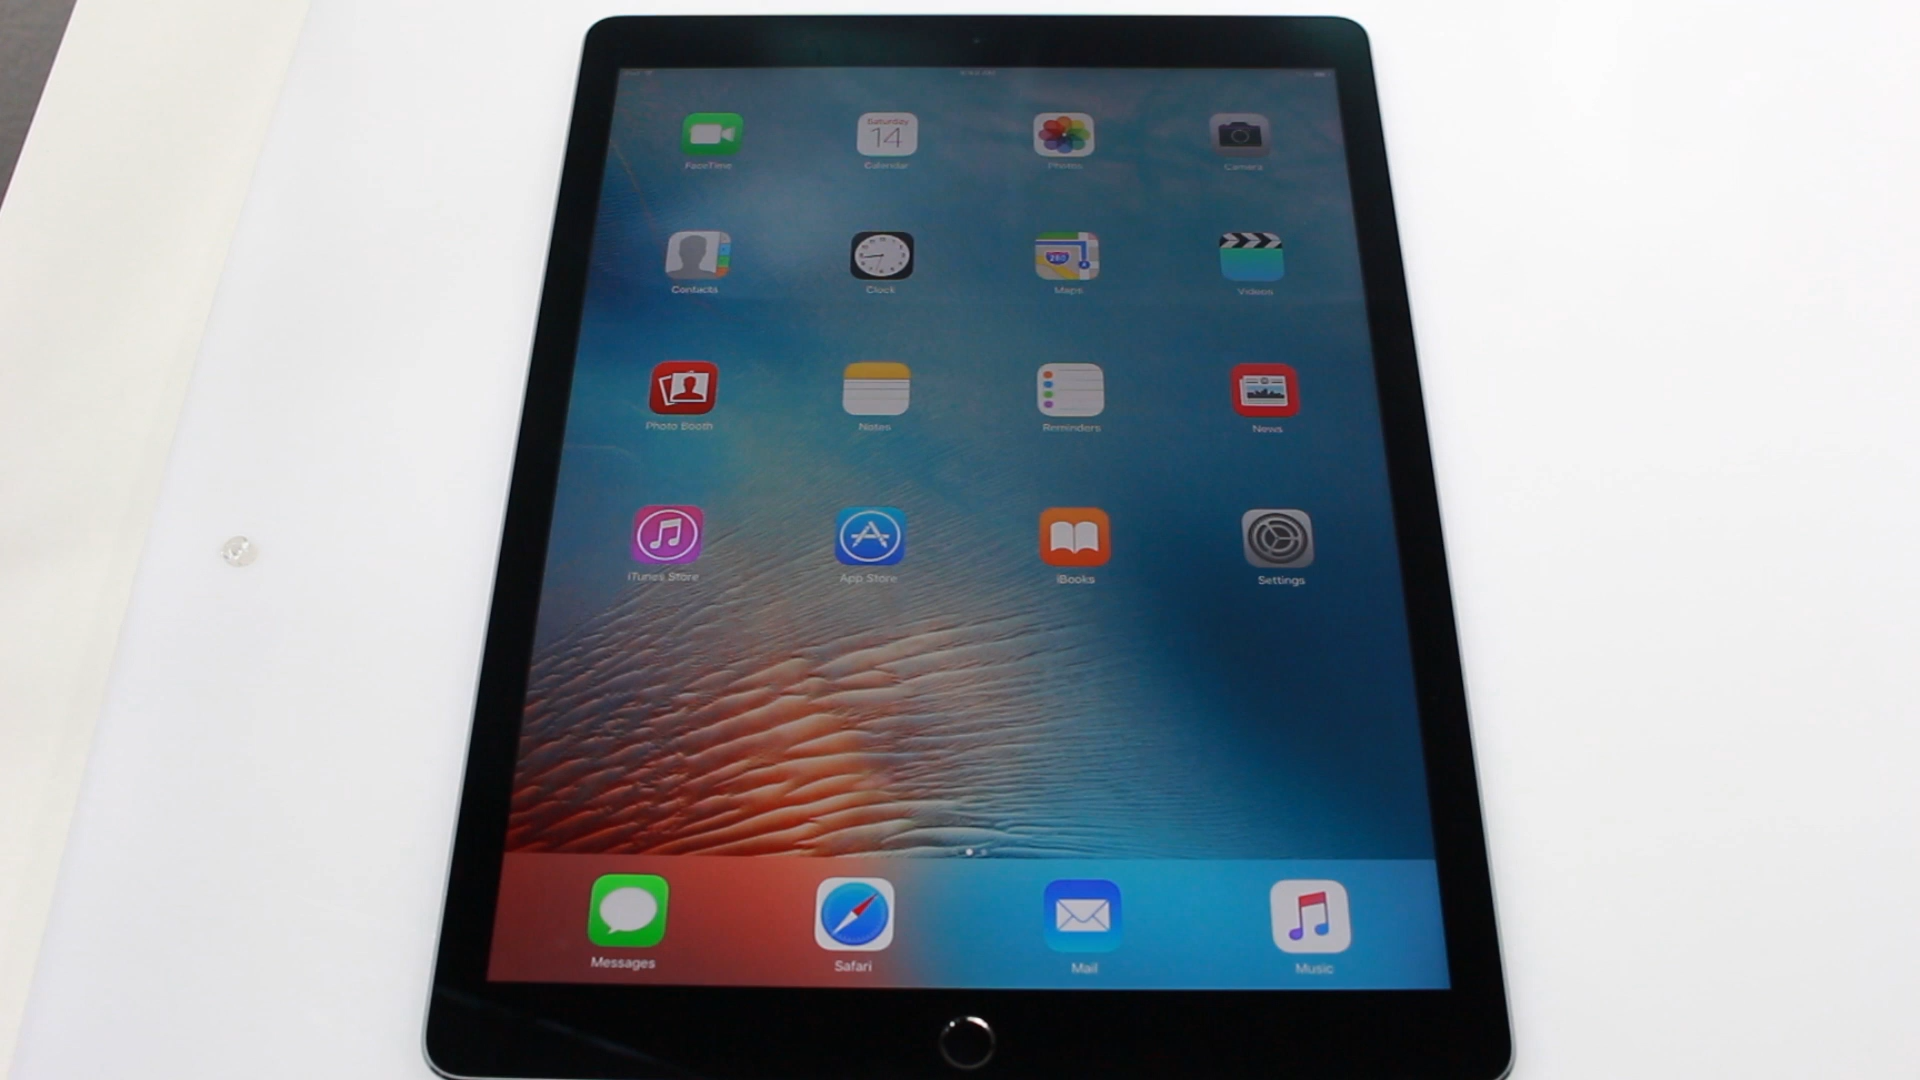 FaceTime
Saturday
14
Calendar
Photos
Camera
Contacts
Clock
280
Maps
Videos
Photo Booth
Notes
Reminders
News
iTunes Store
App Store
iBooks
Settings
Messages
Safari
Mail
Music